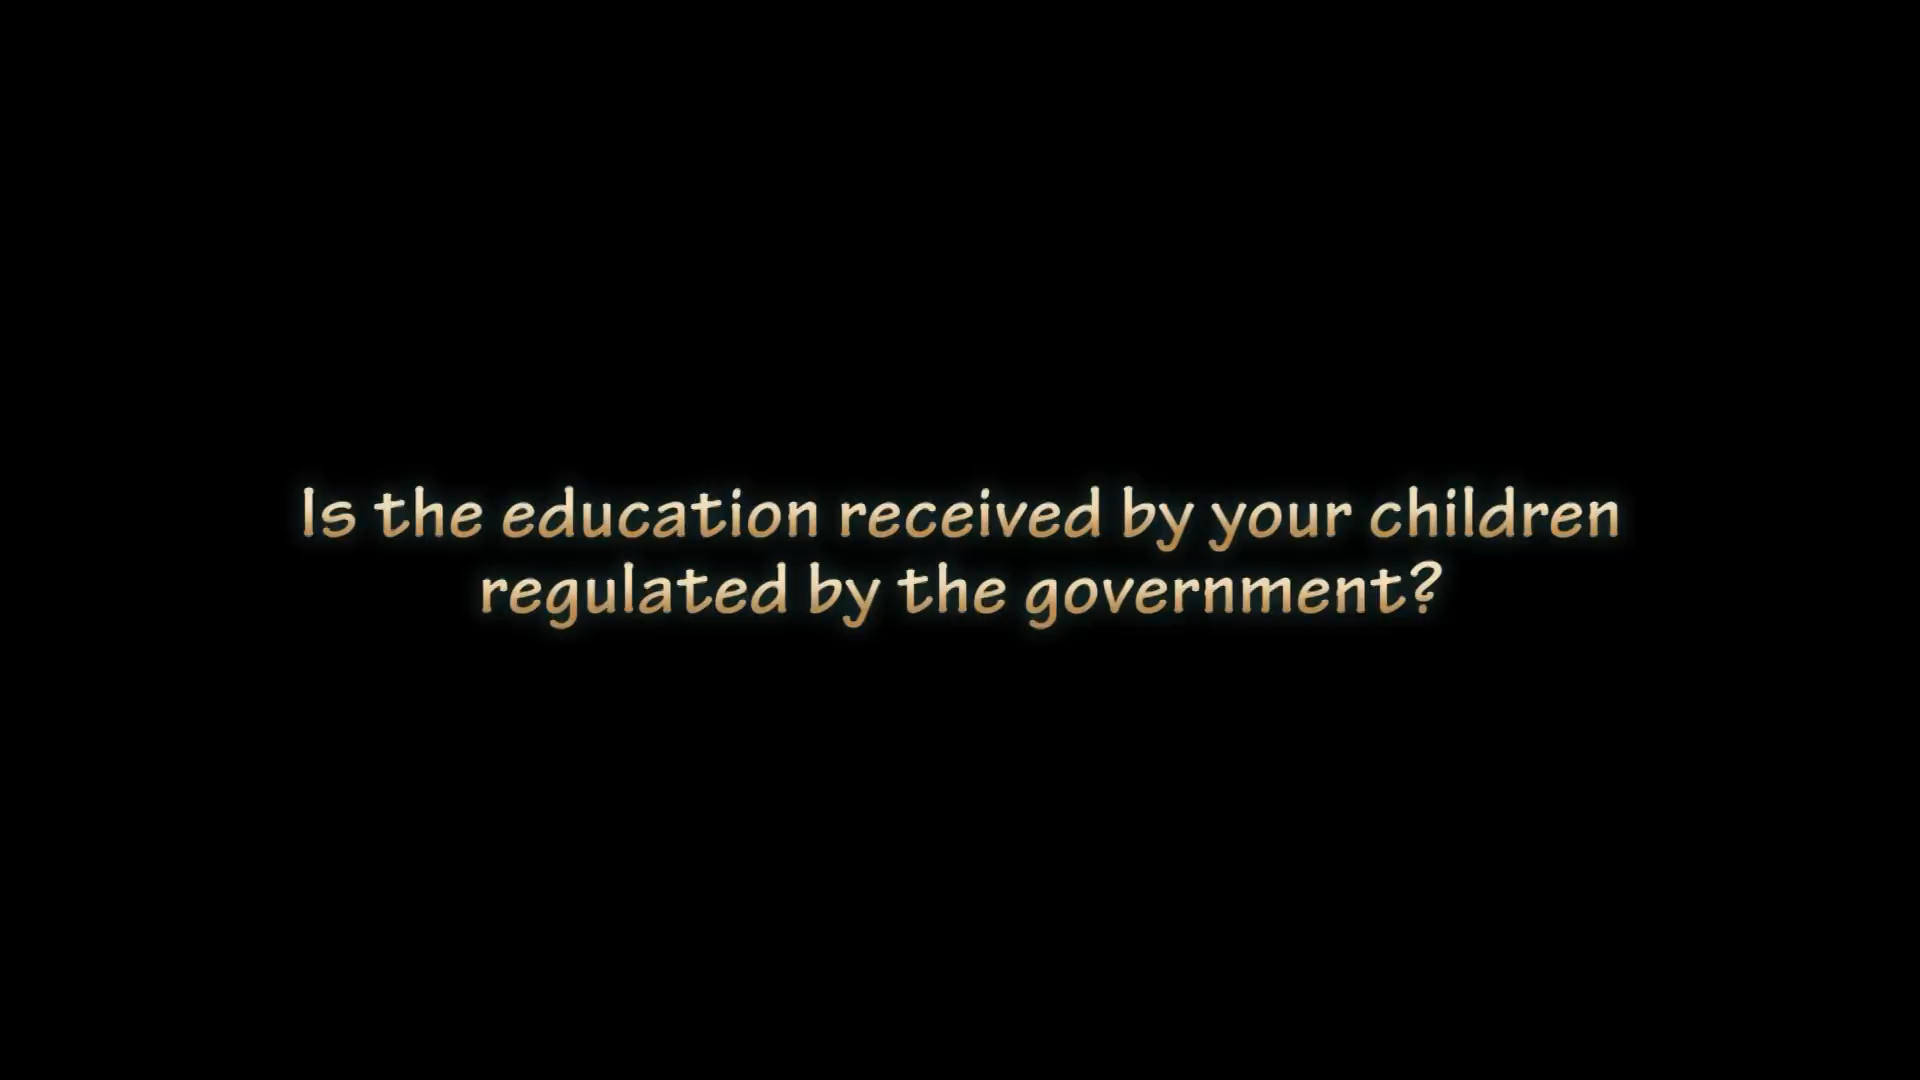 Is the education received by your children
regulated by the government?